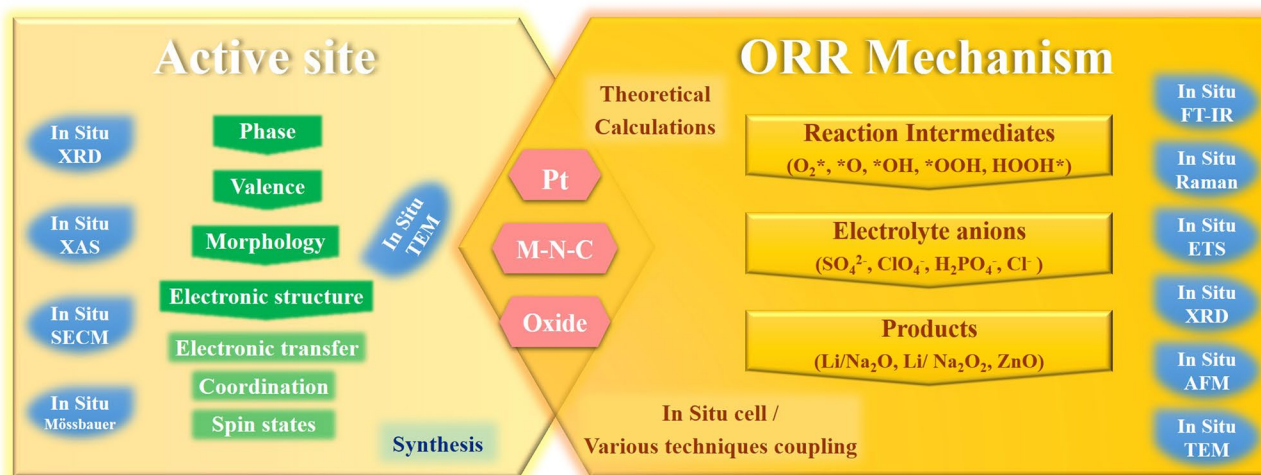 Active site
In Situ
XRD
In Situ
XAS
In Situ
SECM
In Situ
Mössbauer
Phase
Valence
Morphology
Electronic structure
Electronic transfer
Coordination
Spin states
In Situ
TEM
Synthesis
Pt
M-N-C
Oxide
ORR Mechanism
Theoretical
Calculations
Reaction Intermediates
(O₂*, *O, *OH, *OOH, HOOH*)
Electrolyte anions
(SO₄²⁻, ClO₄⁻, H₂PO₄⁻, Cl⁻ )
Products
(Li/Na₂O, Li/ Na₂O₂, ZnO)
In Situ cell /
Various techniques coupling
In Situ
FT-IR
In Situ
Raman
In Situ
ETS
In Situ
XRD
In Situ
AFM
In Situ
TEM